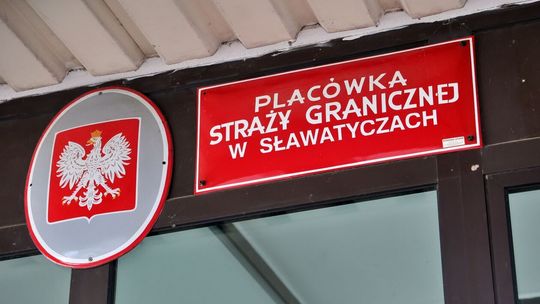 PLACÓWKA
STRAŻY GRANICZNEJ
W SŁAWATYCZACH